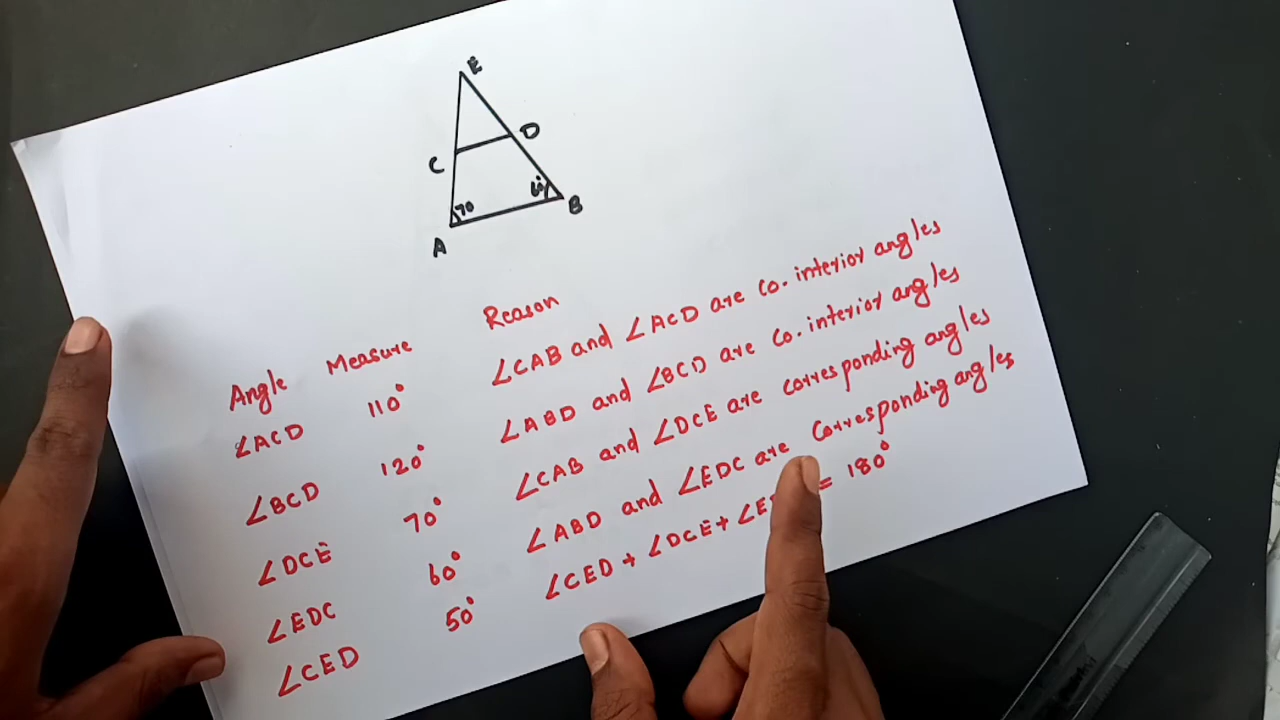 E
D
C
60°
70
B
A
Angle Measure Reason
∠ACD 110° ∠CAB and ∠ACD are co. interior angles
∠BCD 120° ∠ABD and ∠BCD are co. interior angles
∠DCE 70° ∠CAB and ∠DCE are corresponding angles
∠EDC 60° ∠ABD and ∠EDC are corresponding angles
∠CED 50° ∠CED + ∠DCE + = 180°